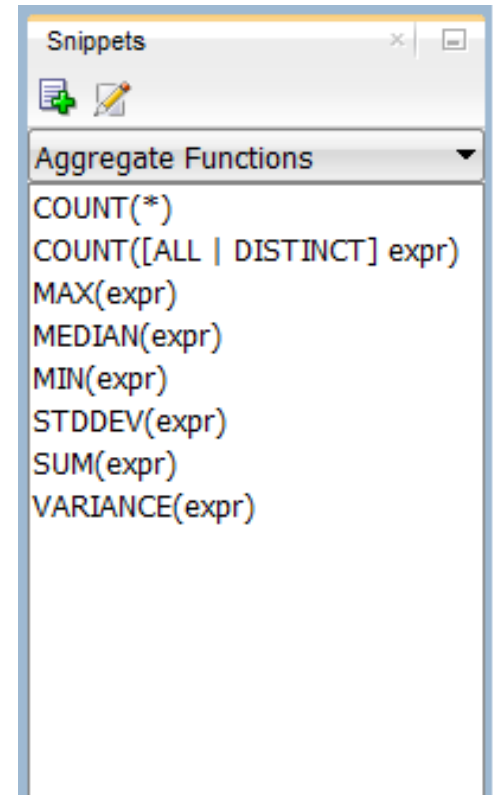 Snippets
Aggregate Functions
COUNT(*)
COUNT([ALL | DISTINCT] expr)
MAX(expr)
MEDIAN(expr)
MIN(expr)
STDDEV(expr)
SUM(expr)
VARIANCE(expr)